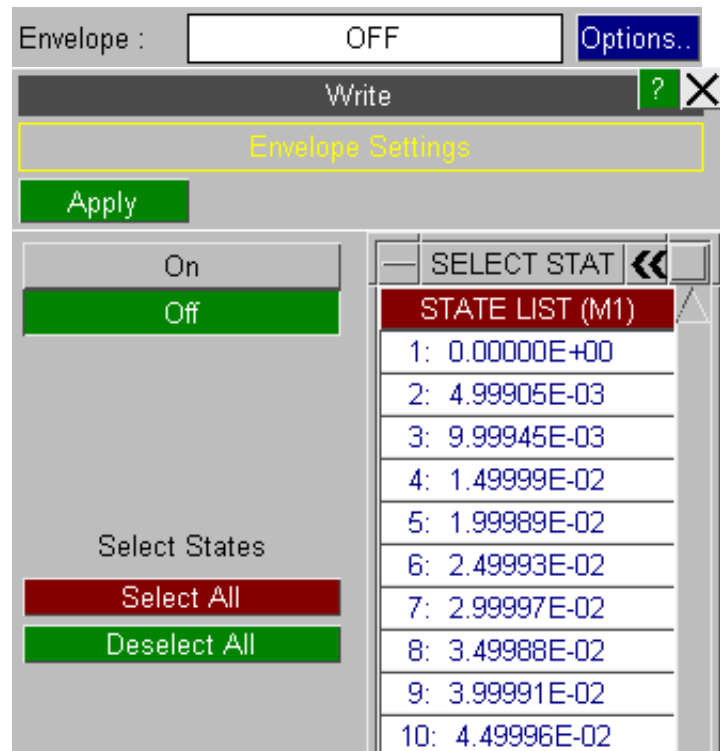 Envelope : OFF Options..
Write ? X
Envelope Settings
Apply
On
Off
Select States
Select All
Deselect All
SELECT STAT
STATE LIST (M1)
1: 0.00000E+00
2: 4.99905E-03
3: 9.99945E-03
4: 1.49999E-02
5: 1.99989E-02
6: 2.49993E-02
7: 2.99997E-02
8: 3.49988E-02
9: 3.99991E-02
10: 4.49996E-02